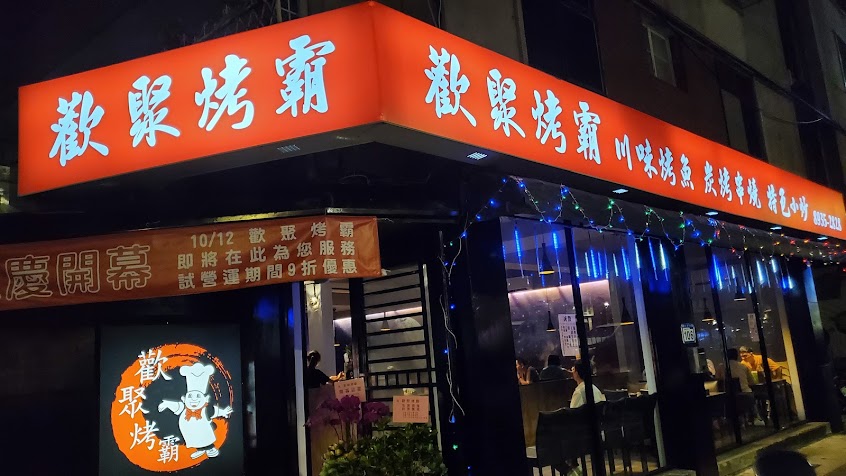 歡聚烤霸
歡聚烤霸 川味烤魚 炭烤串燒 特色小炒
慶開幕
10/12 歡聚烤霸
即將在此為您服務
試營運期間9折優惠
歡聚烤霸